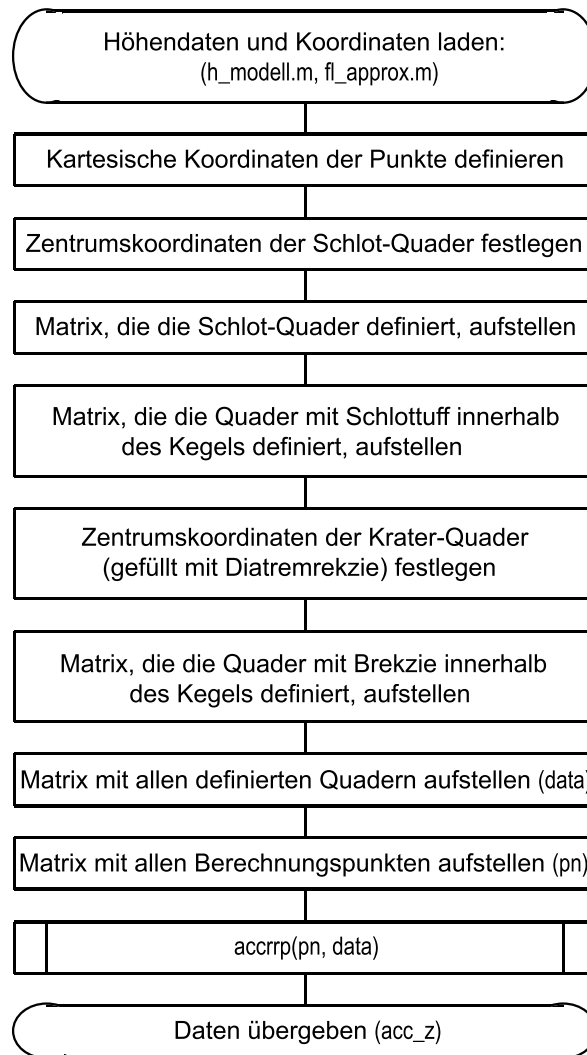 Höhendaten und Koordinaten laden:
(h_modell.m, fl_approx.m)
Kartesische Koordinaten der Punkte definieren
Zentrumskoordinaten der Schlot-Quader festlegen
Matrix, die die Schlot-Quader definiert, aufstellen
Matrix, die die Quader mit Schlottuff innerhalb
des Kegels definiert, aufstellen
Zentrumskoordinaten der Krater-Quader
(gefüllt mit Diatremrekzie) festlegen
Matrix, die die Quader mit Brekzie innerhalb
des Kegels definiert, aufstellen
Matrix mit allen definierten Quadern aufstellen (data)
Matrix mit allen Berechnungspunkten aufstellen (pn)
accrrp(pn, data)
Daten übergeben (acc_z)